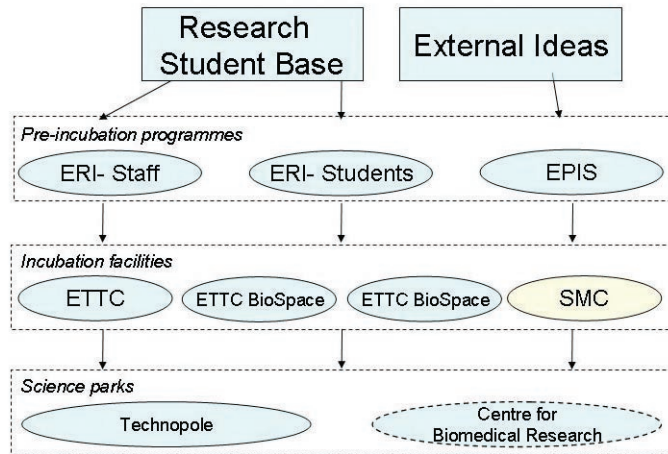 Research
Student Base
External Ideas
Pre-incubation programmes
ERI- Staff
ERI- Students
EPIS
Incubation facilities
ETTC
ETTC BioSpace
ETTC BioSpace
SMC
Science parks
Technopole
Centre for
Biomedical Research